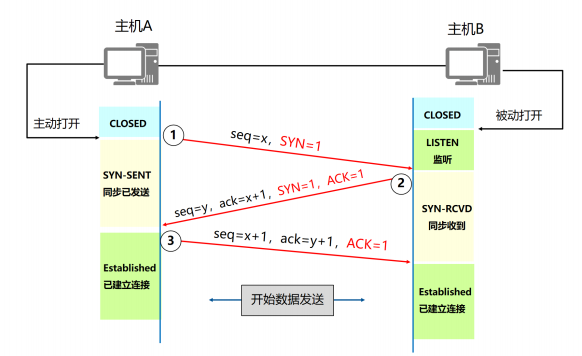 主机A
主机B
主动打开
被动打开
CLOSED
CLOSED
①
seq=x, SYN=1
LISTEN
监听
SYN-SENT
同步已发送
②
seq=y, ack=x+1, SYN=1, ACK=1
SYN-RCVD
同步收到
③
seq=x+1, ack=y+1, ACK=1
Established
已建立连接
Established
已建立连接
开始数据发送